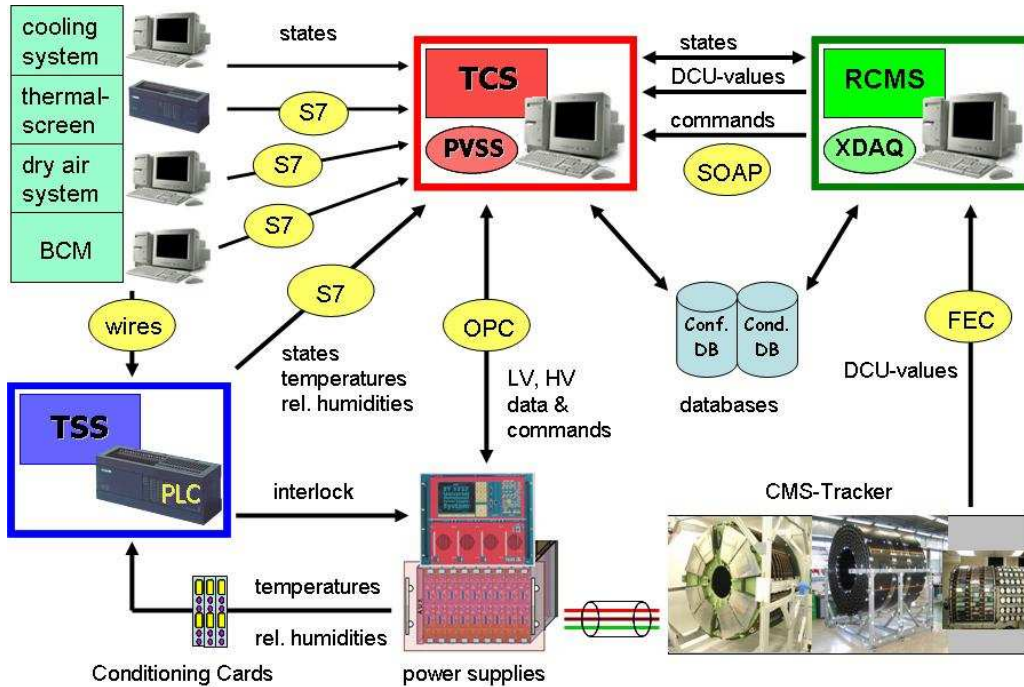 cooling
system
thermal-
screen
dry air
system
BCM
states
S7
S7
S7
S7
TCS
PVSS
states
DCU-values
commands
SOAP
RCMS
XDAQ
wires
states
temperatures
rel. humidities
OPC
LV, HV
data &
commands
Conf.
DB
Cond.
DB
databases
FEC
DCU-values
TSS
PLC
interlock
temperatures
rel. humidities
Conditioning Cards
power supplies
CMS-Tracker